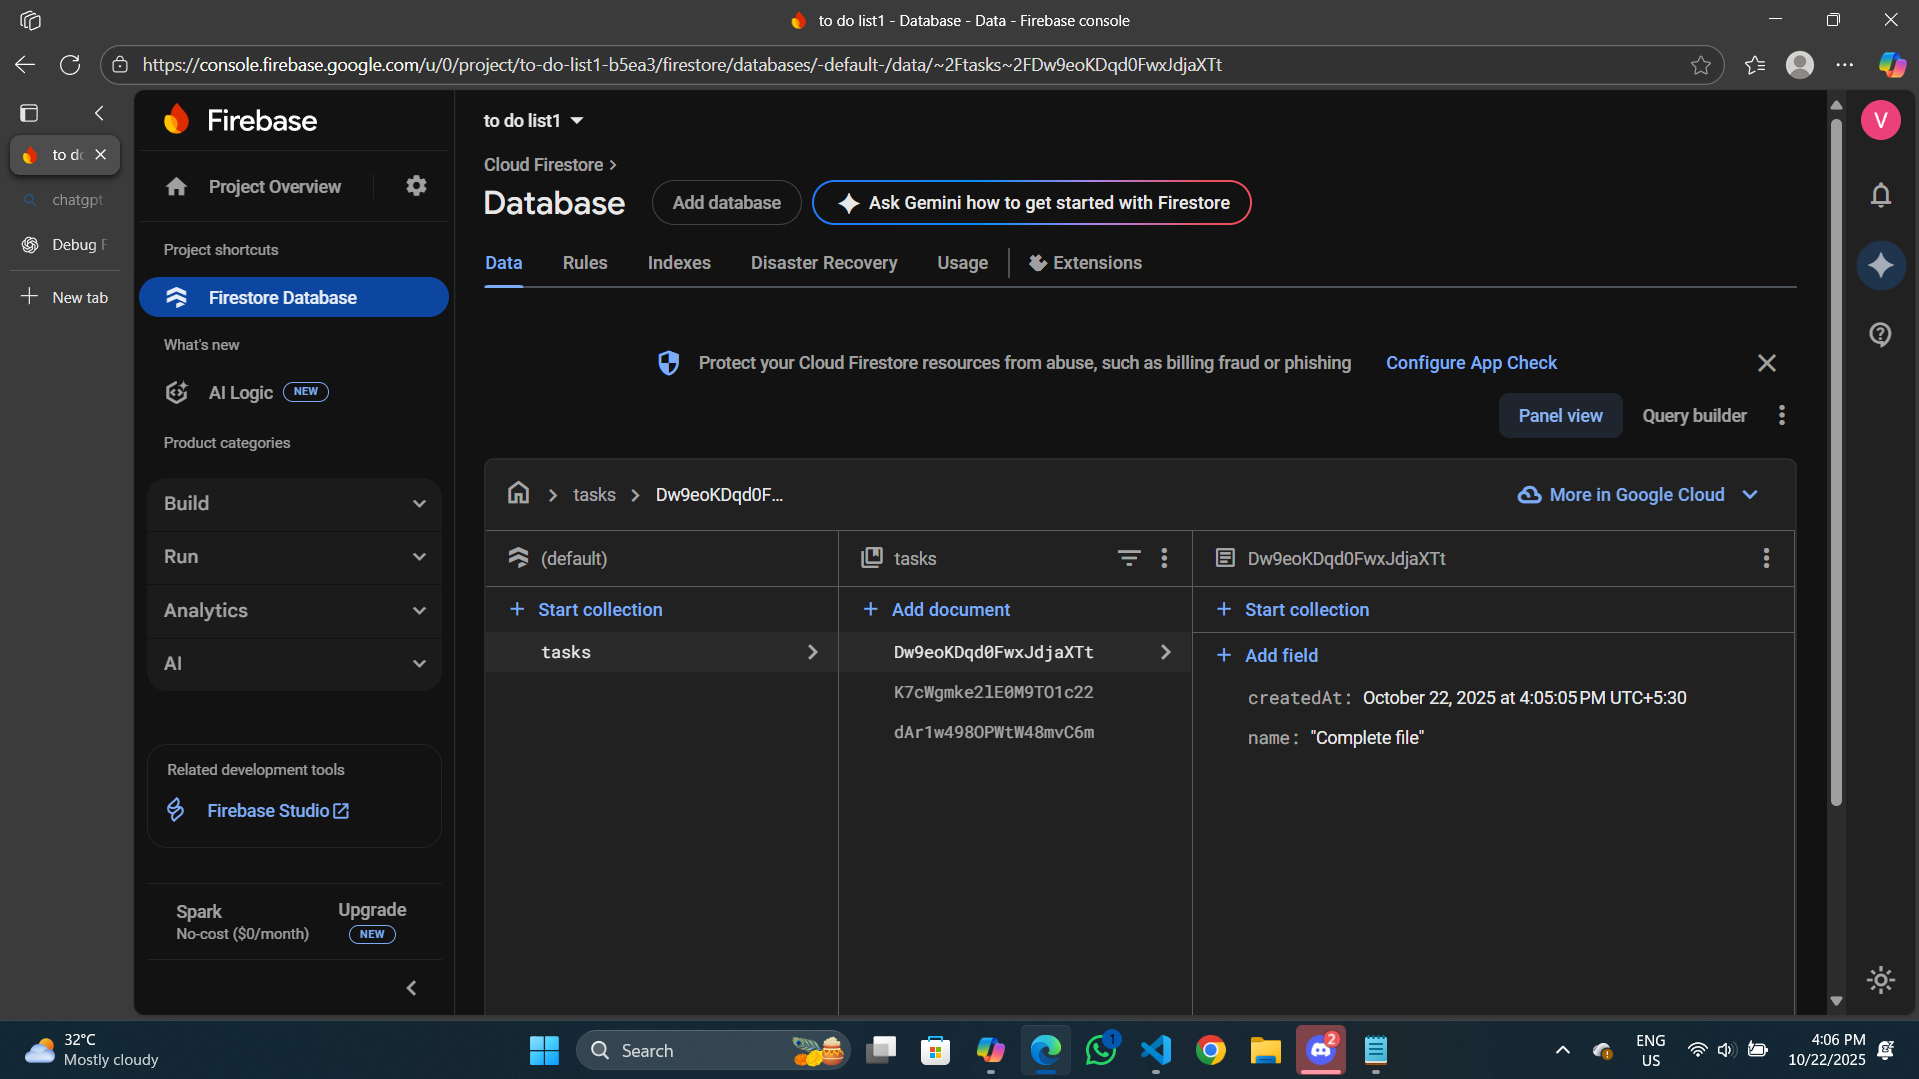 to do list1 - Database - Data - Firebase console
https://console.firebase.google.com/u/0/project/to-do-list1-b5ea3/firestore/databases/-default-/data/~2Ftasks~2FDw9eoKDqd0FwxJdjaXTt
to do
chatgpt
Debug F
New tab
Firebase
Project Overview
Project shortcuts
Firestore Database
What's new
AI Logic NEW
Product categories
Build
Run
Analytics
AI
Related development tools
Firebase Studio
Spark
No-cost ($0/month)
Upgrade
NEW
to do list1
Cloud Firestore
Database
Add database
Ask Gemini how to get started with Firestore
Data Rules Indexes Disaster Recovery Usage Extensions
Protect your Cloud Firestore resources from abuse, such as billing fraud or phishing Configure App Check
Panel view Query builder
tasks Dw9eoKDqd0F...
More in Google Cloud
(default)
Start collection
tasks
tasks
Add document
Dw9eoKDqd0FwxJdjaXTt
K7cWgmke2lE0M9TO1c22
dAr1w498OPWtW48mvC6m
Dw9eoKDqd0FwxJdjaXTt
Start collection
Add field
createdAt: October 22, 2025 at 4:05:05 PM UTC+5:30
name: "Complete file"
V
32°C
Mostly cloudy
Search
1
2
ENG
US
4:06 PM
10/22/2025